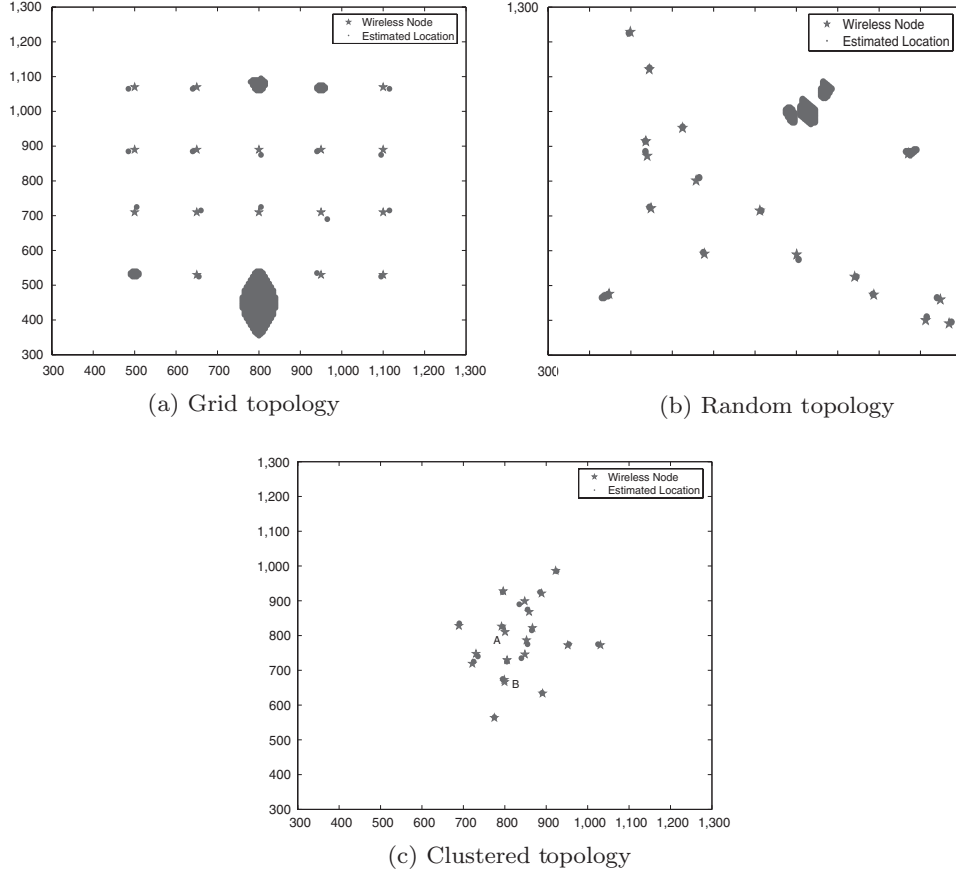 1,300
1,200
1,100
1,000
900
800
700
600
500
400
300
300 400 500 600 700 800 900 1,000 1,100 1,200 1,300
Wireless Node
Estimated Location
(a) Grid topology
1,300
300
Wireless Node
Estimated Location
(b) Random topology
1,300
1,200
1,100
1,000
900
800
700
600
500
400
300
300 400 500 600 700 800 900 1,000 1,100 1,200 1,300
Wireless Node
Estimated Location
A
B
(c) Clustered topology